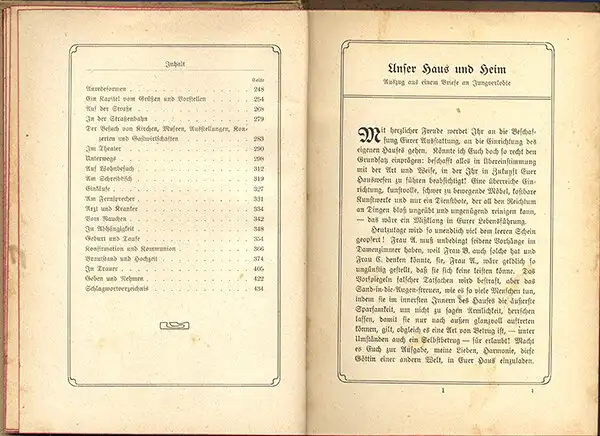 Inhalt
Seite
Anredeformen 248
Ein Kapitel vom Grüßen und Vorstellen 254
Auf der Straße 268
In der Straßenbahn 279
Der Besuch von Kirchen, Museen, Ausstellungen, Kon-
zerten und Gastwirtschaften 283
Im Theater 290
Unterwegs 298
Auf Wohnbesuch 312
Am Schreibtisch 319
Einkäufe 327
Am Fernsprecher 331
Arzt und Kranker 334
Vom Rauchen 342
In Abhängigkeit 348
Geburt und Taufe 354
Konfirmation und Kommunion 366
Brautstand und Hochzeit 374
In Trauer 405
Geben und Nehmen 422
Schlagwortverzeichnis 434
Unser Haus und Heim
Auszug aus einem Briefe an Jungverlobte
Mit herzlicher Freude werdet Ihr an die Beschaf-
fung Eurer Ausstattung, an die Einrichtung des
eigenen Hauses gehen. Könnte ich Euch doch so recht den
Grundsatz einprägen: beschafft alles in Übereinstimmung
mit der Art und Weise, in der Ihr in Zukunft Euer
Hauswesen zu führen beabsichtigt! Eine überreiche Ein-
richtung, kunstvolle, schwer zu bewegende Möbel, kostbare
Kunstwerke und nur ein Dienstbote, der all den Reichtum
an Dingen bloß ungeübt und ungenügend reinigen kann,
— das wäre ein Mißklang in Eurer Lebensführung.
Heutzutage wird so unendlich viel dem leeren Schein
geopfert! Frau A. muß unbedingt seidene Vorhänge im
Damenzimmer haben, weil Frau B. auch solche hat und
Frau C. denken könnte, sie, Frau A., wäre geldlich so
ungünstig gestellt, daß sie sich keine leisten könne. Das
Vorspiegeln falscher Tatsachen wird bestraft, aber das
Sand-in-die-Augen-streuen, wie es so viele Menschen tun,
indem sie im innersten Innern des Hauses die äußerste
Sparsamkeit, um nicht zu sagen Ärmlichkeit, herrschen
lassen, damit sie nur nach außen glanzvoll auftreten
können, gilt, obgleich es eine Art von Betrug ist, — unter
Umständen auch ein Selbstbetrug — für erlaubt! Macht
es Euch zur Aufgabe, meine Lieben, Harmonie, diese
Göttin einer andern Welt, in Euer Haus einzuladen.
1
1